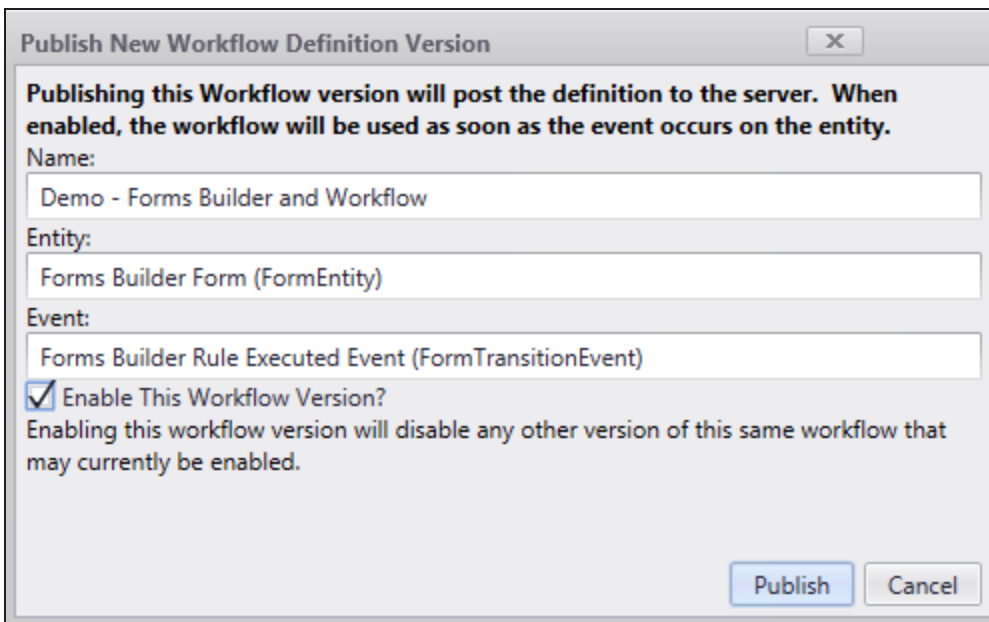 Publish New Workflow Definition Version
Publishing this Workflow version will post the definition to the server.  When
enabled, the workflow will be used as soon as the event occurs on the entity.
Name:
Demo - Forms Builder and Workflow
Entity:
Forms Builder Form (FormEntity)
Event:
Forms Builder Rule Executed Event (FormTransitionEvent)
Enable This Workflow Version?
Enabling this workflow version will disable any other version of this same workflow that
may currently be enabled.
Publish Cancel